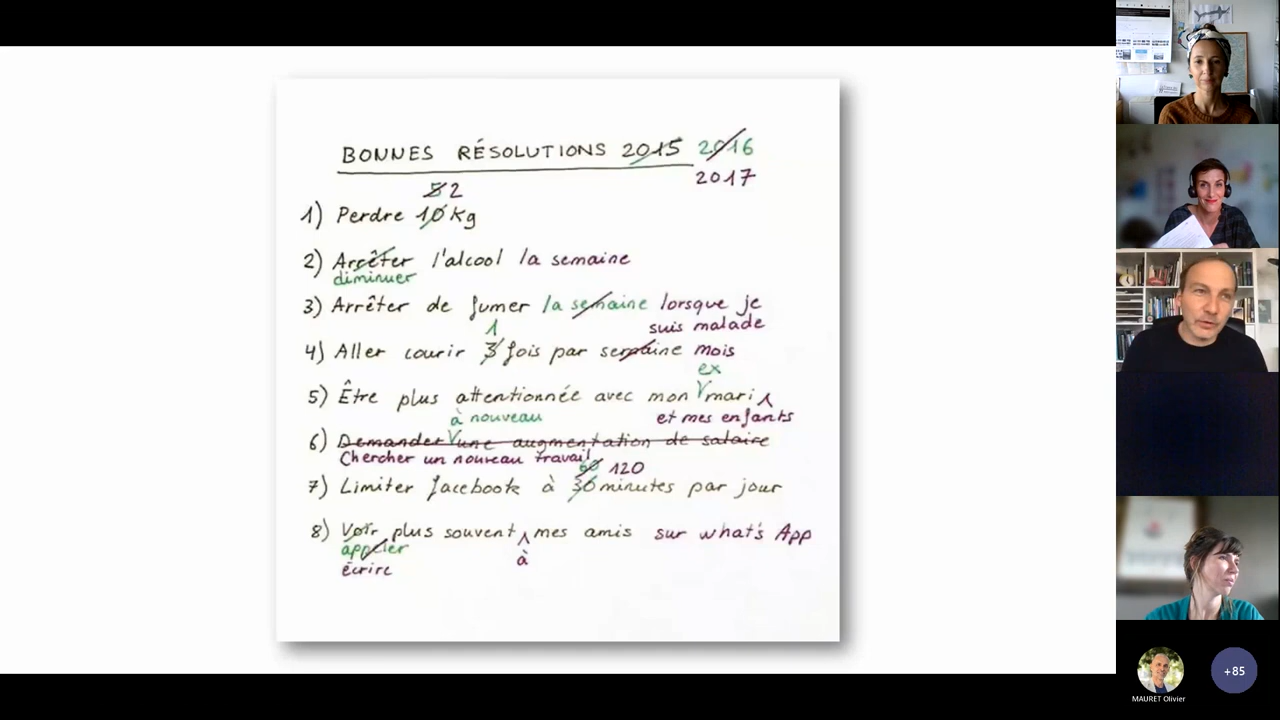 BONNES RÉSOLUTIONS 2015 2016
2017
5 2
1) Perdre 10 Kg
2) Arrêter l'alcool la semaine
diminuer
3) Arrêter de fumer la semaine lorsque je
suis malade
1
4) Aller courir 3 fois par semaine mois
ex
5) Être plus attentionnée avec mon mari
à nouveau et mes enfants
6) Demander une augmentation de salaire
Chercher un nouveau travail
60 120
7) Limiter facebook à 30 minutes par jour
8) Voir plus souvent mes amis sur what's App
appeler à
écrire
MAURET Olivier
+85